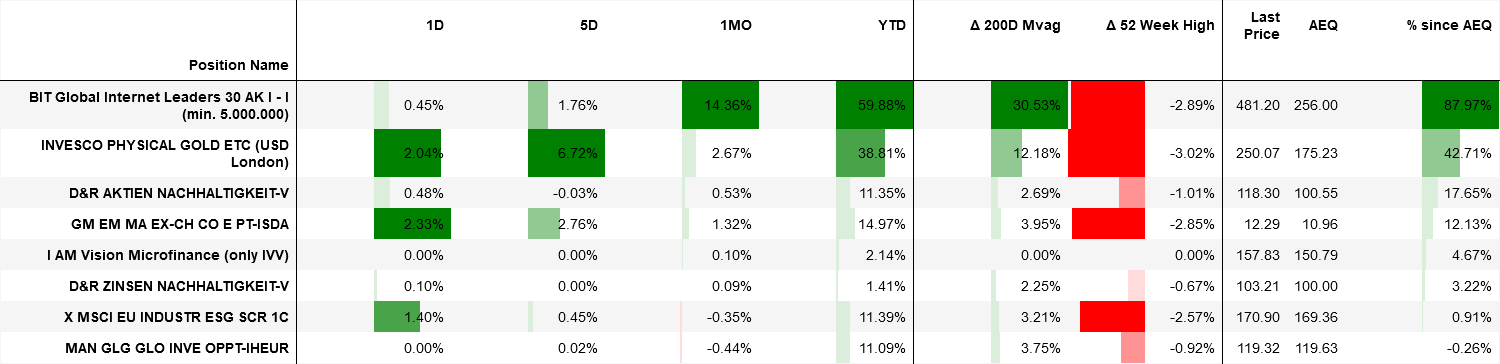 Position Name 1D 5D 1MO YTD Δ 200D Mvag Δ 52 Week High Last Price AEQ % since AEQ
BIT Global Internet Leaders 30 AK I - I (min. 5.000.000) 0.45% 1.76% 14.36% 59.88% 30.53% -2.89% 481.20 256.00 87.97%
INVESCO PHYSICAL GOLD ETC (USD London) 2.04% 6.72% 2.67% 38.81% 12.18% -3.02% 250.07 175.23 42.71%
D&R AKTIEN NACHHALTIGKEIT-V 0.48% -0.03% 0.53% 11.35% 2.69% -1.01% 118.30 100.55 17.65%
GM EM MA EX-CH CO E PT-ISDA 2.33% 2.76% 1.32% 14.97% 3.95% -2.85% 12.29 10.96 12.13%
I AM Vision Microfinance (only IVV) 0.00% 0.00% 0.10% 2.14% 0.00% 0.00% 157.83 150.79 4.67%
D&R ZINSEN NACHHALTIGKEIT-V 0.10% 0.00% 0.09% 1.41% 2.25% -0.67% 103.21 100.00 3.22%
X MSCI EU INDUSTR ESG SCR 1C 1.40% 0.45% -0.35% 11.39% 3.21% -2.57% 170.90 169.36 0.91%
MAN GLG GLO INVE OPPT-IHEUR 0.00% 0.02% -0.44% 11.09% 3.75% -0.92% 119.32 119.63 -0.26%